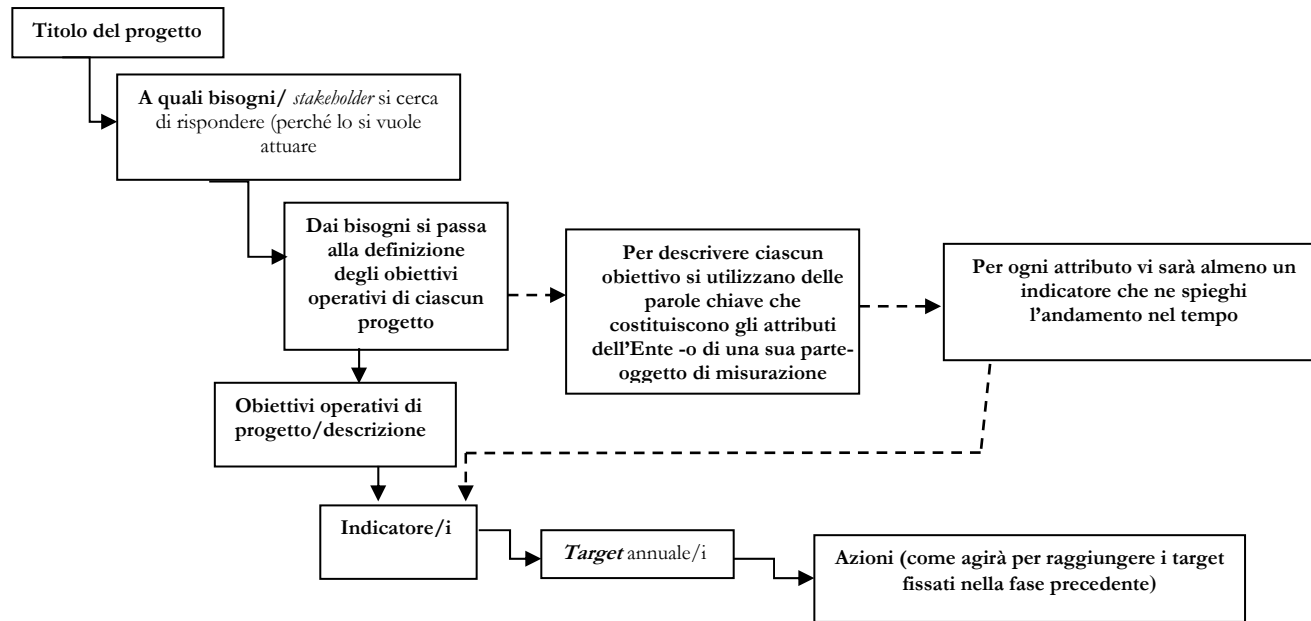 Titolo del progetto
A quali bisogni/ stakeholder si cerca
di rispondere (perché lo si vuole
attuare
Dai bisogni si passa
alla definizione
degli obiettivi
operativi di ciascun
progetto
Per descrivere ciascun
obiettivo si utilizzano delle
parole chiave che
costituiscono gli attributi
dell'Ente -o di una sua parte-
oggetto di misurazione
Per ogni attributo vi sarà almeno un
indicatore che ne spieghi
l'andamento nel tempo
Obiettivi operativi di
progetto/descrizione
Indicatore/i
Target annuale/i
Azioni (come agirà per raggiungere i target
fissati nella fase precedente)